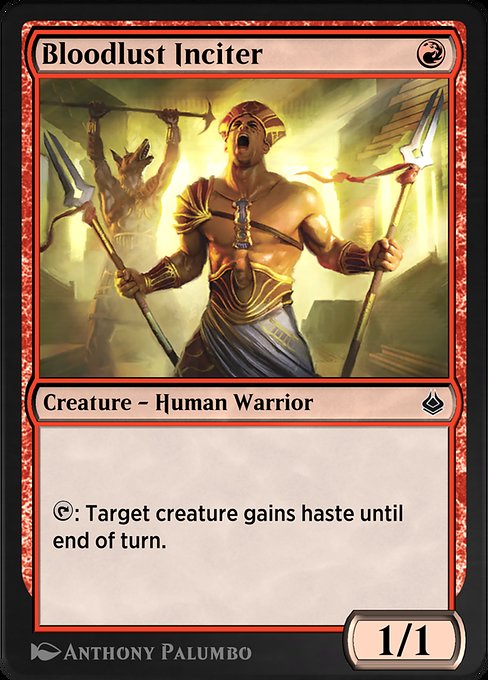 Bloodlust Inciter
Creature – Human Warrior
: Target creature gains haste until
end of turn.
1/1
Anthony Palumbo